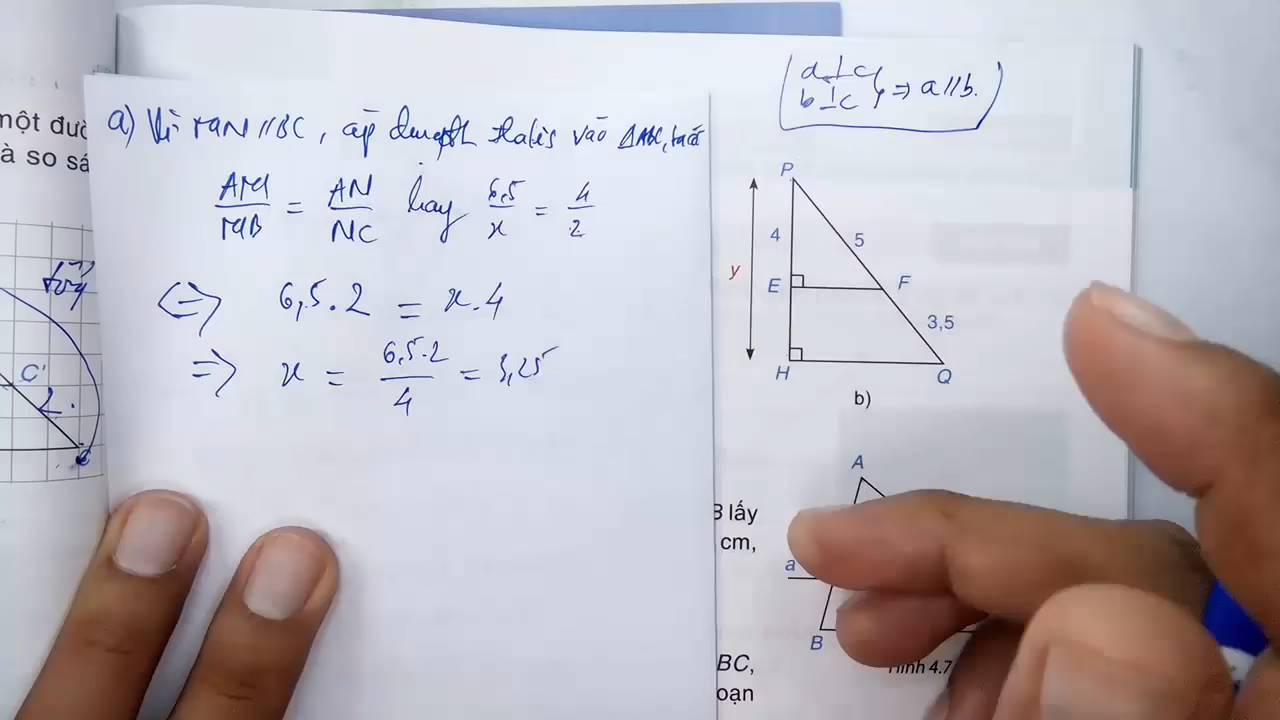 một đườ
à so sá
C'
2.
C
a) Vì MN // BC, áp dụng đl thalès vào ΔABC, ta có
AM/MB = AN/NC hay 6,5/x = 4/2
<=> 6,5.2 = x.4
=> x = 6,5.2/4 = 3,25
a⊥c
b⊥c } => a // b.
P
4
5
y
E
F
3,5
H
Q
b)
A
B lấy
cm,
a
B
BC,
Hình 4.7
oạn